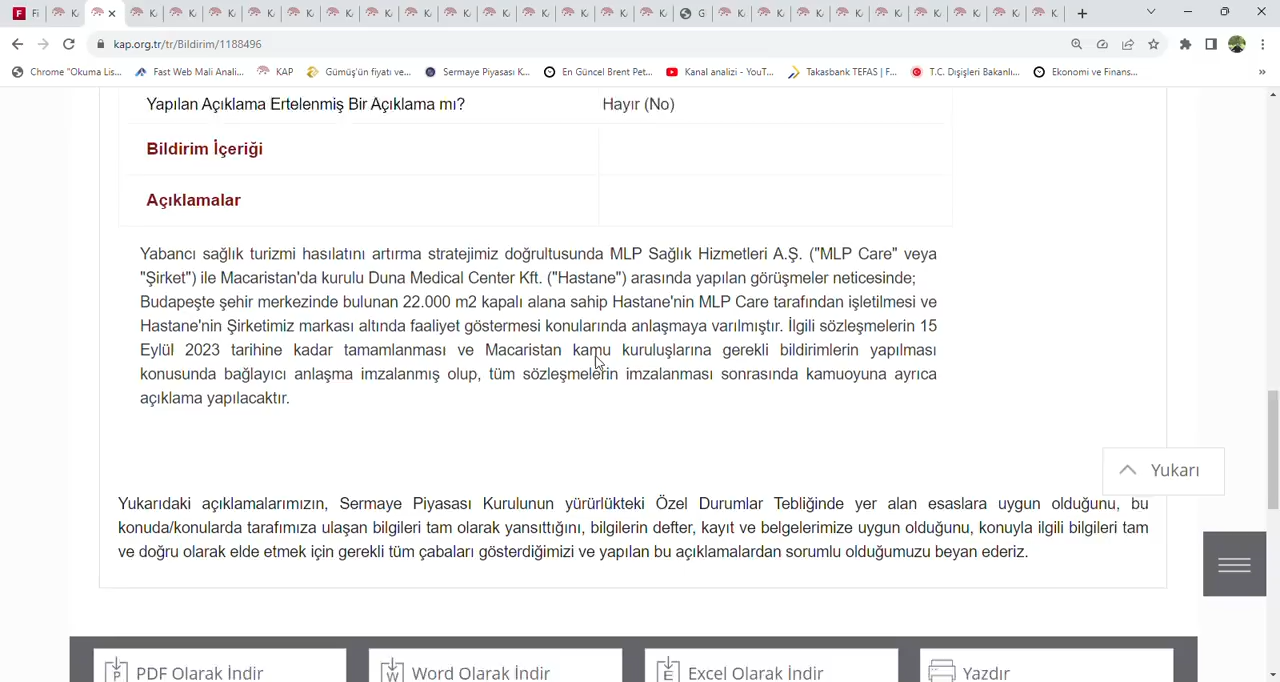 F Fi K K K K K K K K K K K K K K K K G K K K K K K K K K
kap.org.tr/tr/Bildirim/1188496
Chrome "Okuma Lis... Fast Web Mali Anali... KAP Gümüş'ün fiyatı ve... Sermaye Piyasası K... En Güncel Brent Pet... Kanal analizi - YouT... Takasbank TEFAS | F... T.C. Dışişleri Bakanlı... Ekonomi ve Finans...
Yapılan Açıklama Ertelenmiş Bir Açıklama mı? Hayır (No)
Bildirim İçeriği
Açıklamalar
Yabancı sağlık turizmi hasılatını artırma stratejimiz doğrultusunda MLP Sağlık Hizmetleri A.Ş. ("MLP Care" veya
"Şirket") ile Macaristan'da kurulu Duna Medical Center Kft. ("Hastane") arasında yapılan görüşmeler neticesinde;
Budapeşte şehir merkezinde bulunan 22.000 m2 kapalı alana sahip Hastane'nin MLP Care tarafından işletilmesi ve
Hastane'nin Şirketimiz markası altında faaliyet göstermesi konularında anlaşmaya varılmıştır. İlgili sözleşmelerin 15
Eylül 2023 tarihine kadar tamamlanması ve Macaristan kamu kuruluşlarına gerekli bildirimlerin yapılması
konusunda bağlayıcı anlaşma imzalanmış olup, tüm sözleşmelerin imzalanması sonrasında kamuoyuna ayrıca
açıklama yapılacaktır.
Yukarı
Yukarıdaki açıklamalarımızın, Sermaye Piyasası Kurulunun yürürlükteki Özel Durumlar Tebliğinde yer alan esaslara uygun olduğunu, bu
konuda/konularda tarafımıza ulaşan bilgileri tam olarak yansıttığını, bilgilerin defter, kayıt ve belgelerimize uygun olduğunu, konuyla ilgili bilgileri tam
ve doğru olarak elde etmek için gerekli tüm çabaları gösterdiğimizi ve yapılan bu açıklamalardan sorumlu olduğumuzu beyan ederiz.
PDF Olarak İndir Word Olarak İndir Excel Olarak İndir Yazdır